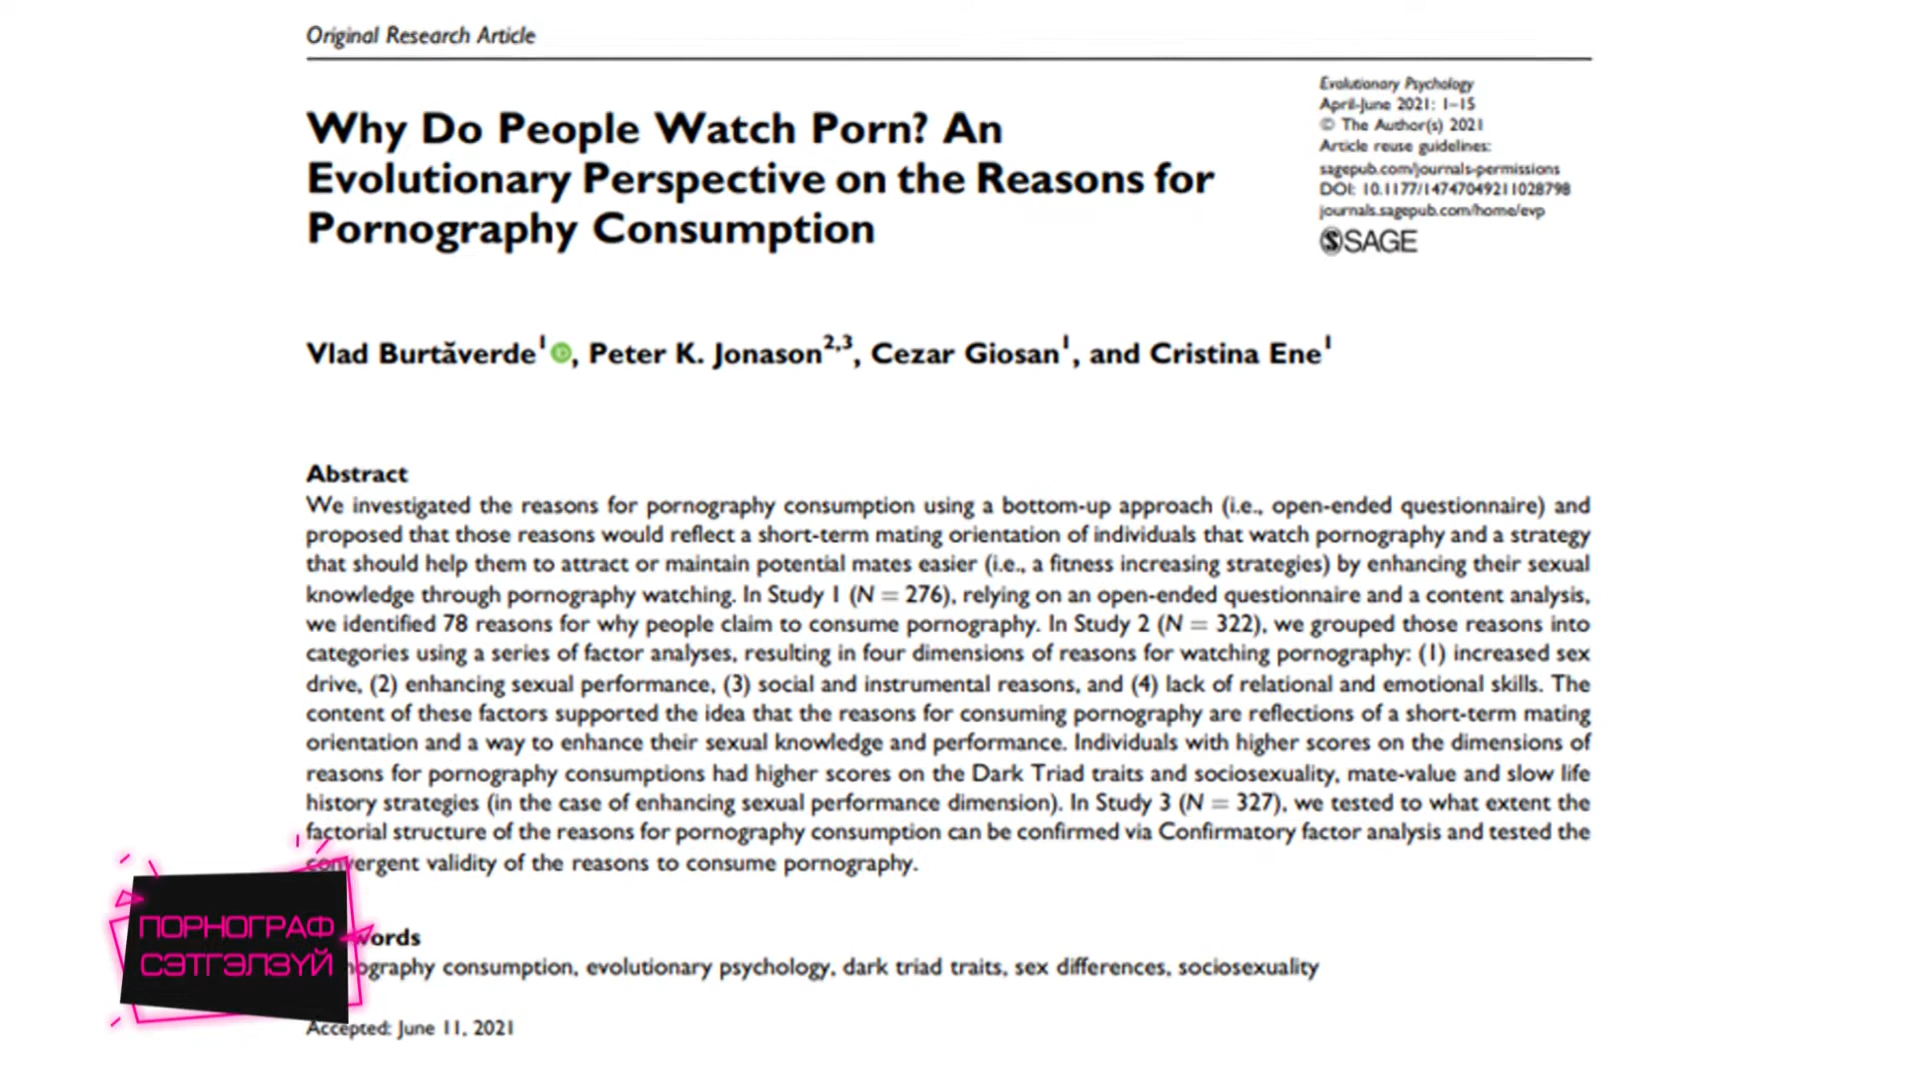 Original Research Article
Evolutionary Psychology
April-June 2021: 1–15
© The Author(s) 2021
Article reuse guidelines:
sagepub.com/journals-permissions
DOI: 10.1177/14747049211028798
journals.sagepub.com/home/evp
SAGE
Why Do People Watch Porn? An
Evolutionary Perspective on the Reasons for
Pornography Consumption
Vlad Burtăverde1, Peter K. Jonason2,3, Cezar Giosan1, and Cristina Ene1
Abstract
We investigated the reasons for pornography consumption using a bottom-up approach (i.e., open-ended questionnaire) and
proposed that those reasons would reflect a short-term mating orientation of individuals that watch pornography and a strategy
that should help them to attract or maintain potential mates easier (i.e., a fitness increasing strategies) by enhancing their sexual
knowledge through pornography watching. In Study 1 (N = 276), relying on an open-ended questionnaire and a content analysis,
we identified 78 reasons for why people claim to consume pornography. In Study 2 (N = 322), we grouped those reasons into
categories using a series of factor analyses, resulting in four dimensions of reasons for watching pornography: (1) increased sex
drive, (2) enhancing sexual performance, (3) social and instrumental reasons, and (4) lack of relational and emotional skills. The
content of these factors supported the idea that the reasons for consuming pornography are reflections of a short-term mating
orientation and a way to enhance their sexual knowledge and performance. Individuals with higher scores on the dimensions of
reasons for pornography consumptions had higher scores on the Dark Triad traits and sociosexuality, mate-value and slow life
history strategies (in the case of enhancing sexual performance dimension). In Study 3 (N = 327), we tested to what extent the
factorial structure of the reasons for pornography consumption can be confirmed via Confirmatory factor analysis and tested the
convergent validity of the reasons to consume pornography.
words
ography consumption, evolutionary psychology, dark triad traits, sex differences, sociosexuality
Accepted: June 11, 2021
ПОРНОГРАФ
СЭТГЭЛЗҮЙ